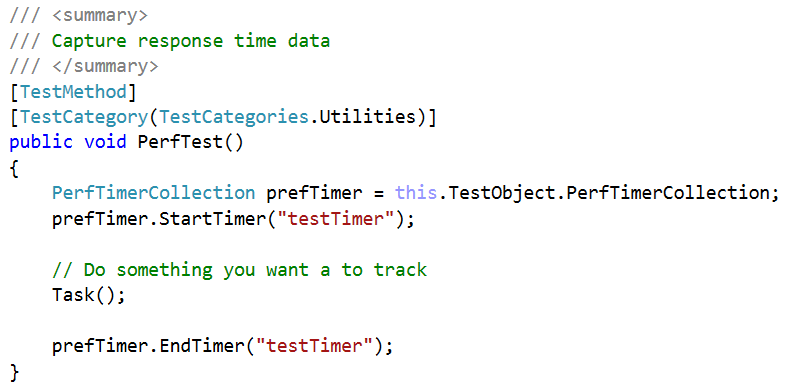 /// <summary>
/// Capture response time data
/// </summary>
[TestMethod]
[TestCategory(TestCategories.Utilities)]
public void PerfTest()
{
    PerfTimerCollection prefTimer = this.TestObject.PerfTimerCollection;
    prefTimer.StartTimer("testTimer");

    // Do something you want a to track
    Task();

    prefTimer.EndTimer("testTimer");
}